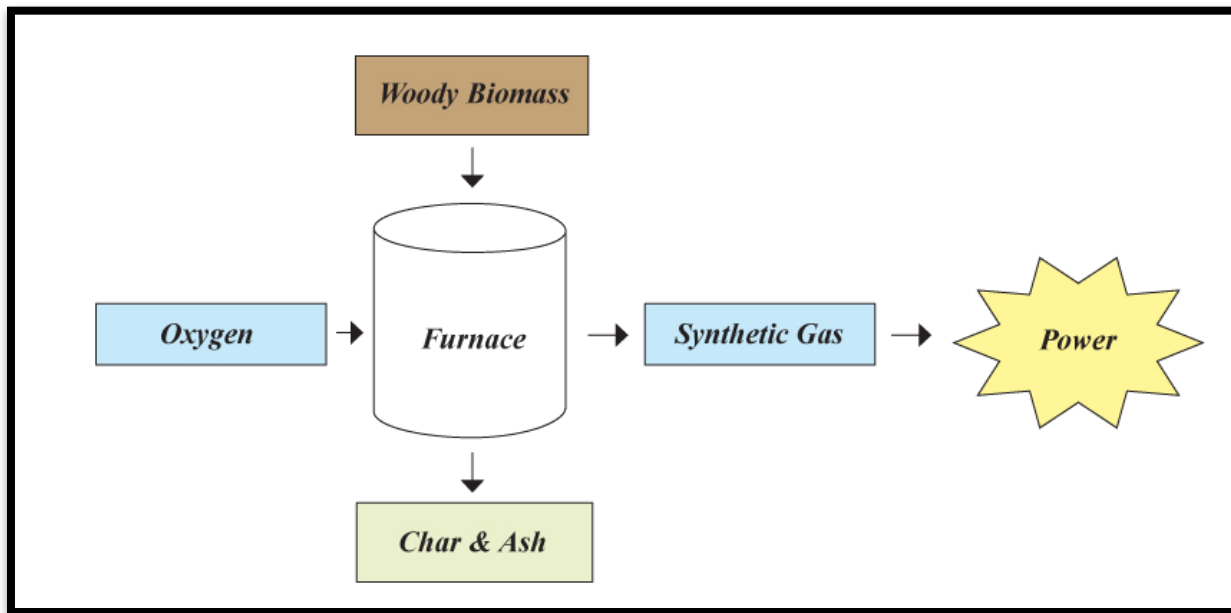 Woody Biomass
Oxygen
Furnace
Synthetic Gas
Power
Char & Ash